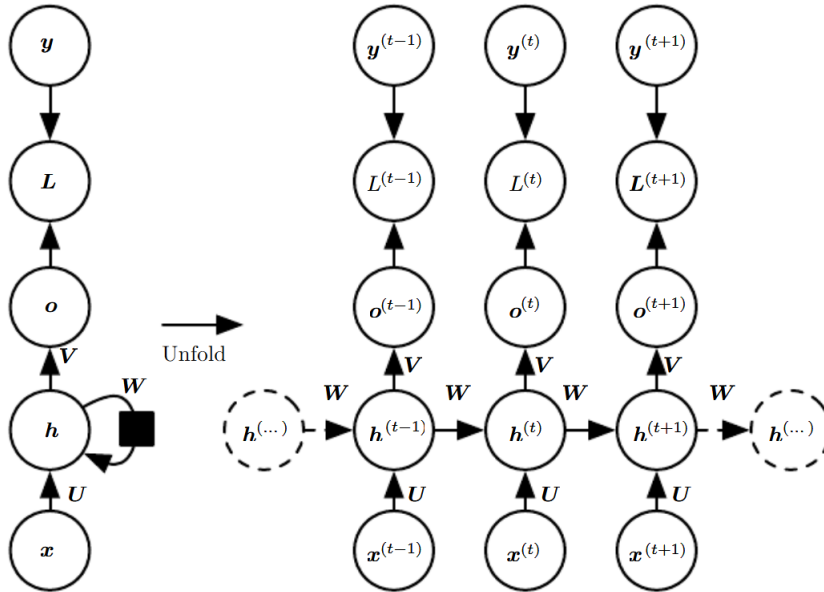 y y^(t−1) y^(t) y^(t+1)
L L^(t−1) L^(t) L^(t+1)
o o^(t−1) o^(t) o^(t+1)
Unfold
V V V V
W W W W W
h h^(...) h^(t−1) h^(t) h^(t+1) h^(...)
U U U U
x x^(t−1) x^(t) x^(t+1)